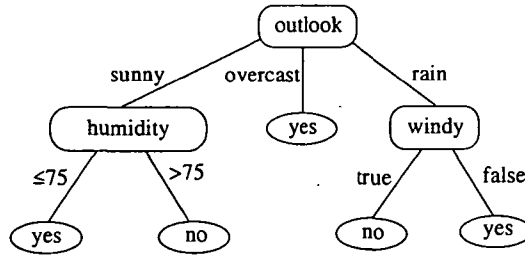 outlook
sunny overcast rain
humidity yes windy
≤75 >75 true false
yes no no yes